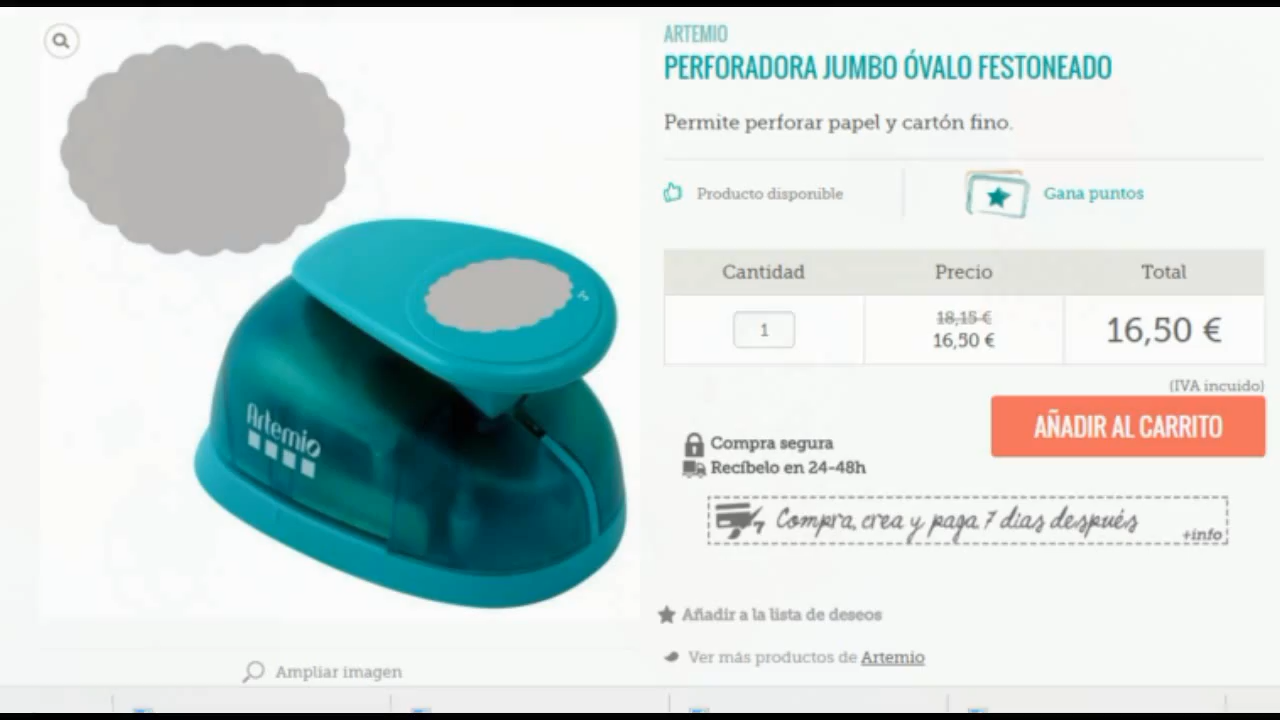 ARTEMIO
PERFORADORA JUMBO ÓVALO FESTONEADO
Permite perforar papel y cartón fino.
Producto disponible
Gana puntos
Cantidad Precio Total
1
18,15 €
16,50 €
16,50 €
(IVA incuido)
AÑADIR AL CARRITO
Compra segura
Recíbelo en 24-48h
Compra, crea y paga 7 dias después
+info
Añadir a la lista de deseos
Ver más productos de Artemio
Artemio
Ampliar imagen